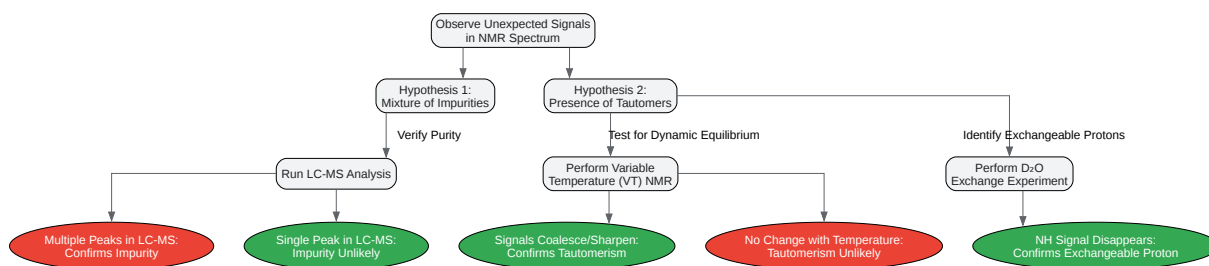 Observe Unexpected Signals
in NMR Spectrum
Hypothesis 1:
Mixture of Impurities
Hypothesis 2:
Presence of Tautomers
Verify Purity
Test for Dynamic Equilibrium
Identify Exchangeable Protons
Run LC-MS Analysis
Perform Variable
Temperature (VT) NMR
Perform D₂O
Exchange Experiment
Multiple Peaks in LC-MS:
Confirms Impurity
Single Peak in LC-MS:
Impurity Unlikely
Signals Coalesce/Sharpen:
Confirms Tautomerism
No Change with Temperature:
Tautomerism Unlikely
NH Signal Disappears:
Confirms Exchangeable Proton